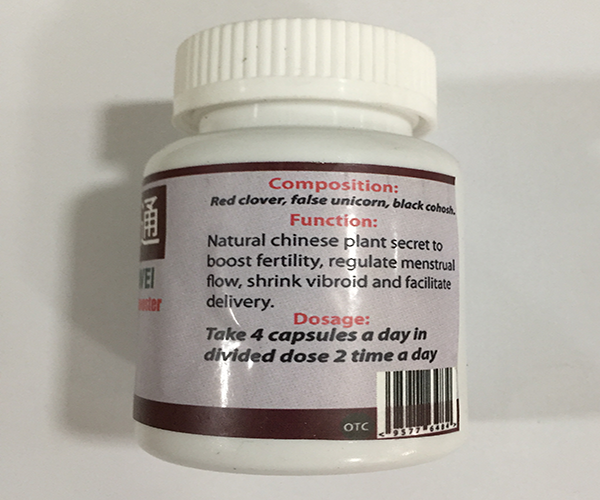 通
Composition:
Red clover, false unicorn, black cohosh.
Function:
Natural chinese plant secret to
boost fertility, regulate menstrual
flow, shrink vibroid and facilitate
delivery.
Dosage:
Take 4 capsules a day in
divided dose 2 time a day
OTC